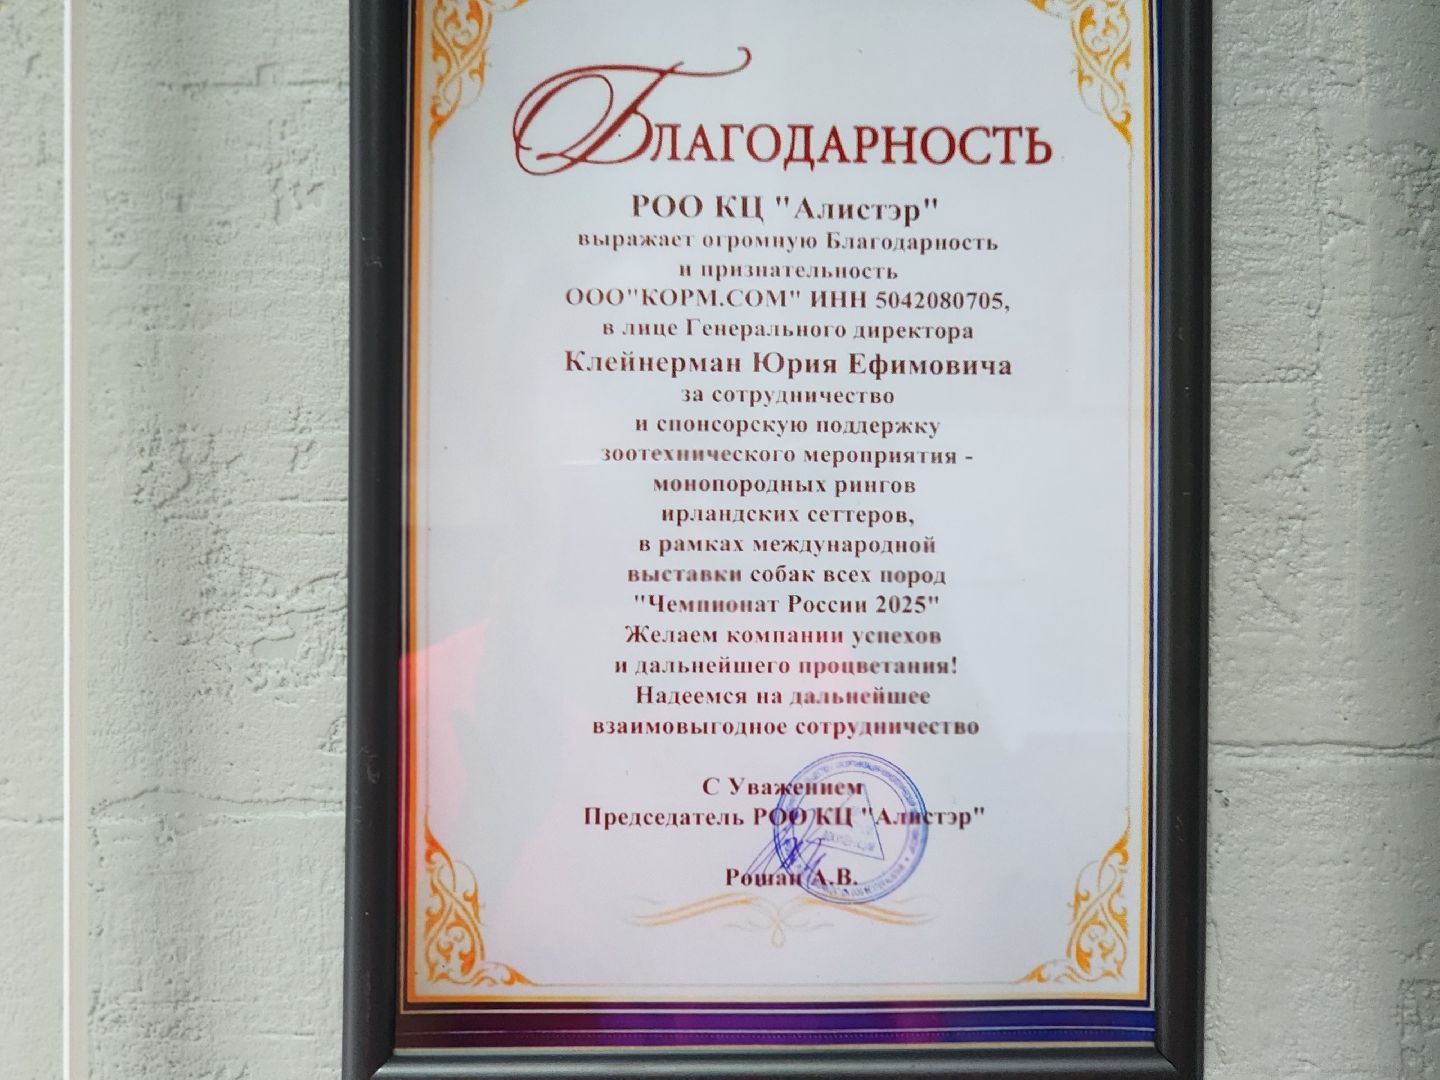 Благодарность
РОО КЦ "Алистэр"
выражает огромную Благодарность
и признательность
ООО"КОРМ.СОМ" ИНН 5042080705,
в лице Генерального директора
Клейнерман Юрия Ефимовича
за сотрудничество
и спонсорскую поддержку
зоотехнического мероприятия -
монопородных рингов
ирландских сеттеров,
в рамках международной
выставки собак всех пород
"Чемпионат России 2025"
Желаем компании успехов
и дальнейшего процветания!
Надеемся на дальнейшее
взаимовыгодное сотрудничество
С Уважением
Председатель РОО КЦ "Алистэр"
Рошан А.В.